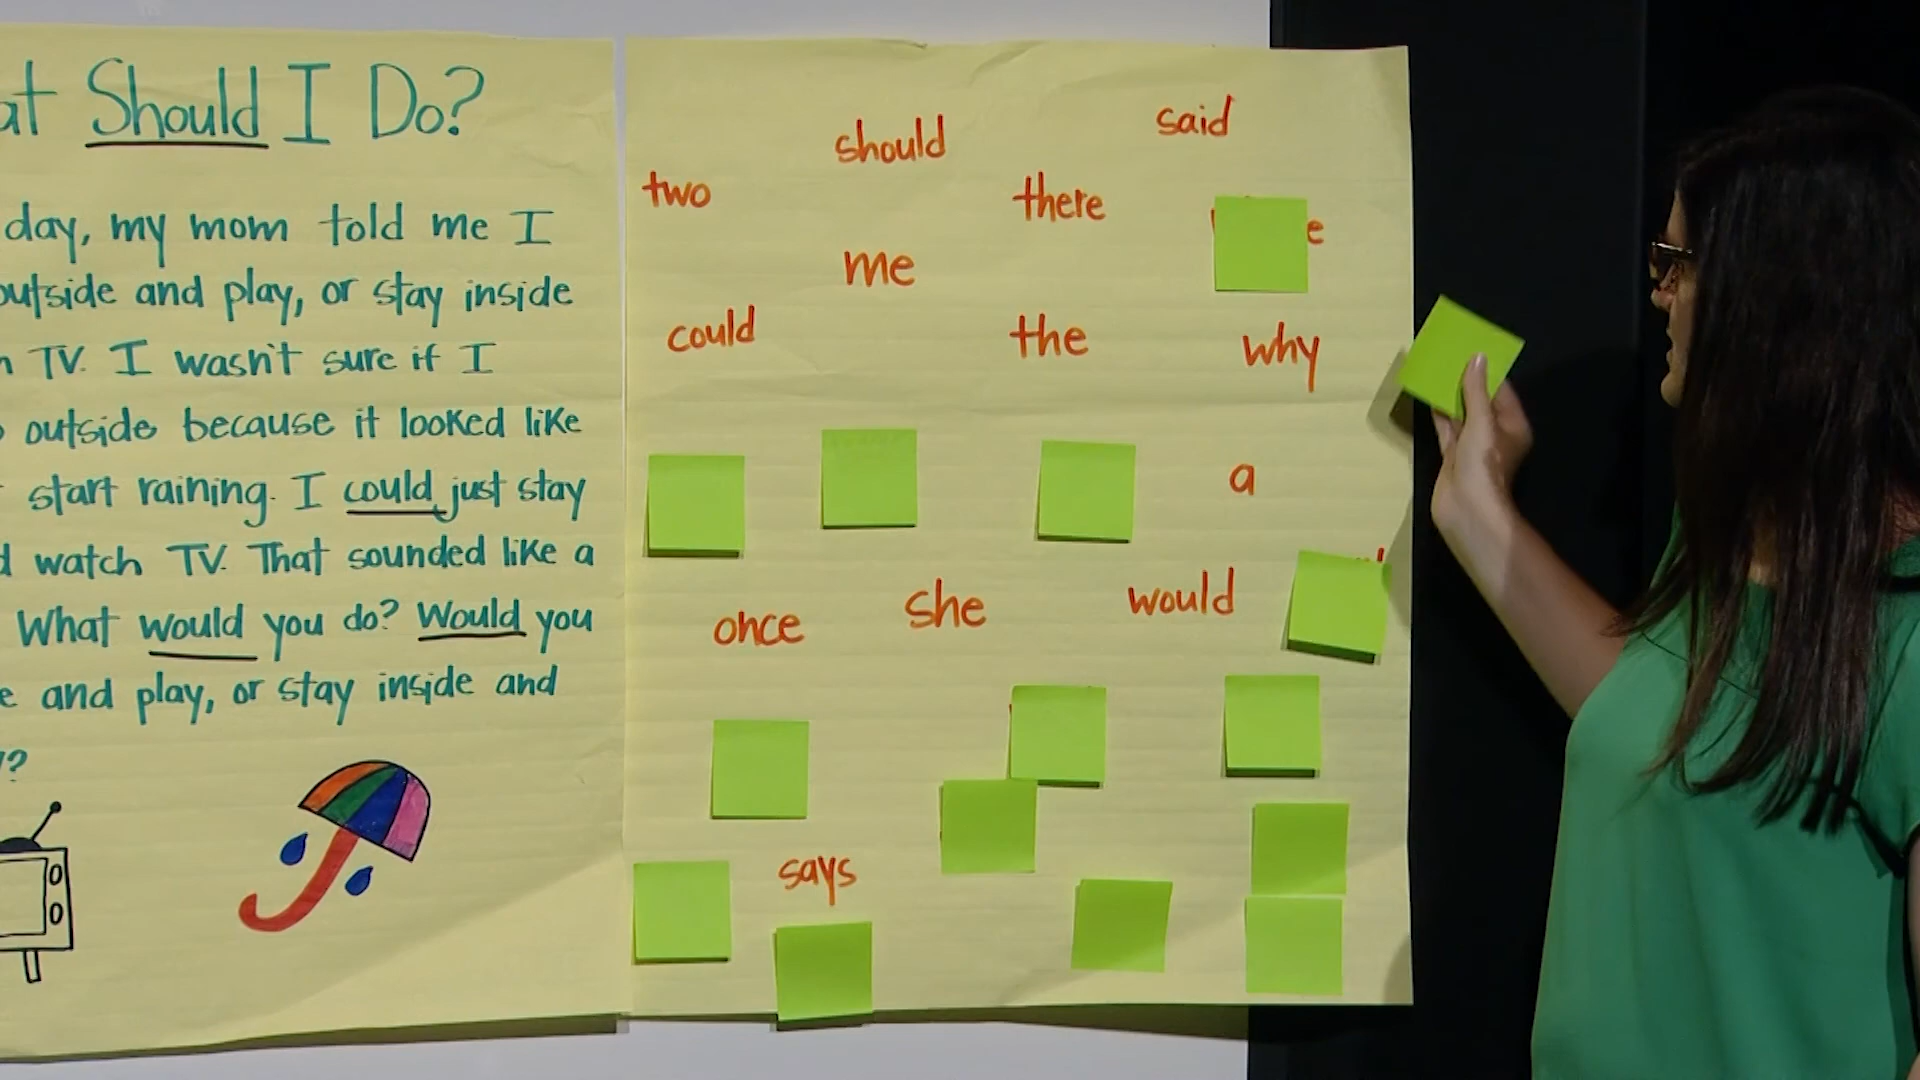 at Should I Do?
day, my mom told me I
outside and play, or stay inside
TV. I wasn't sure if I
outside because it looked like
start raining. I could just stay
watch TV. That sounded like a
What would you do? Would you
and play, or stay inside and
?
said
should
two
there
me
could
the
why
a
she
would
once
says